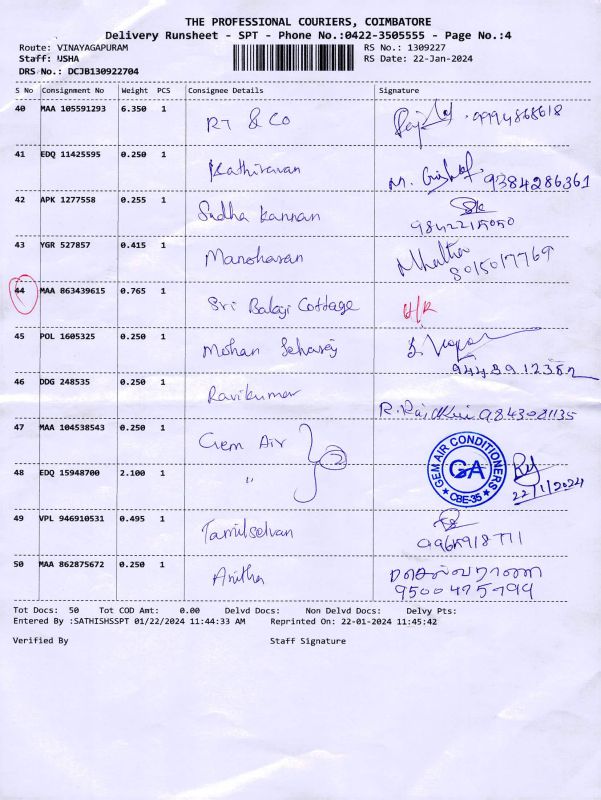 THE PROFESSIONAL COURIERS, COIMBATORE
Delivery Runsheet - SPT - Phone No.:0422-3505555 - Page No.:4
Route: VINAYAGAPURAM RS No.: 1309227
Staff: USHA RS Date: 22-Jan-2024
DRS No.: DCJB130922704
S No Consignment No Weight PCS Consignee Details Signature
40 MAA 105591293 6.350 1 RT & Co
41 EDQ 11425595 0.250 1 Kathiravan 9384286361
42 APK 1277558 0.255 1 Sudha Kannan 9842215050
43 YGR 527857 0.415 1 Manoharan 8015017769
44 MAA 863439615 0.765 1 Sri Balaji Cottage H/R
45 POL 1605325 0.250 1 Mohan
46 DDG 248535 0.250 1 Ravikumar 9843081135
47 MAA 104538543 0.250 1 Gem Air
48 EDQ 15948700 2.100 1 " 2
GEM AIR CONDITIONERS
GA
CBE-35
22/1/2024
49 VPL 946910531 0.495 1 Tamilselvan
50 MAA 862875672 0.250 1 Anitha
Tot Docs: 50 Tot COD Amt: 0.00 Delvd Docs: Non Delvd Docs: Delvy Pts:
Entered By :SATHISHSSPT 01/22/2024 11:44:33 AM Reprinted On: 22-01-2024 11:45:42
Verified By Staff Signature